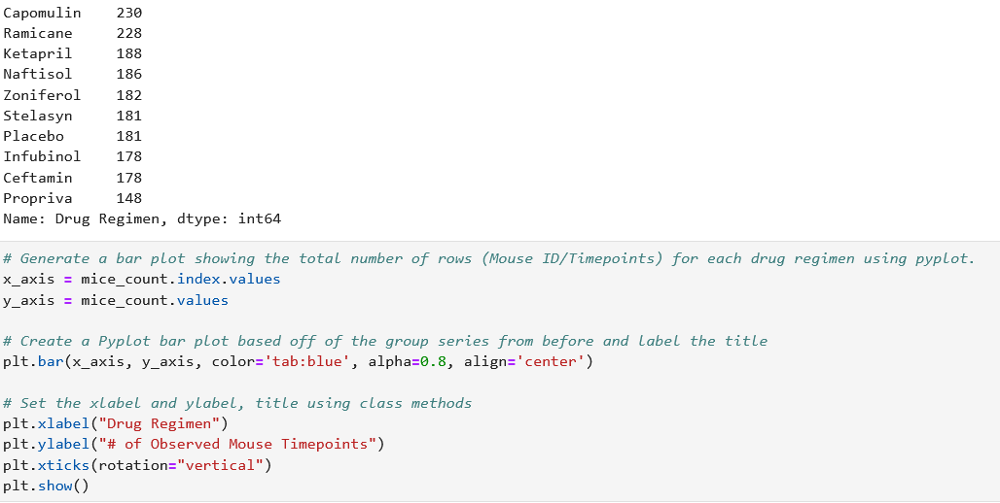 Capomulin    230
Ramicane     228
Ketapril     188
Naftisol     186
Zoniferol    182
Stelasyn     181
Placebo      181
Infubinol    178
Ceftamin     178
Propriva     148
Name: Drug Regimen, dtype: int64
# Generate a bar plot showing the total number of rows (Mouse ID/Timepoints) for each drug regimen using pyplot.
x_axis = mice_count.index.values
y_axis = mice_count.values
# Create a Pyplot bar plot based off of the group series from before and label the title
plt.bar(x_axis, y_axis, color='tab:blue', alpha=0.8, align='center')
# Set the xlabel and ylabel, title using class methods
plt.xlabel("Drug Regimen")
plt.ylabel("# of Observed Mouse Timepoints")
plt.xticks(rotation="vertical")
plt.show()